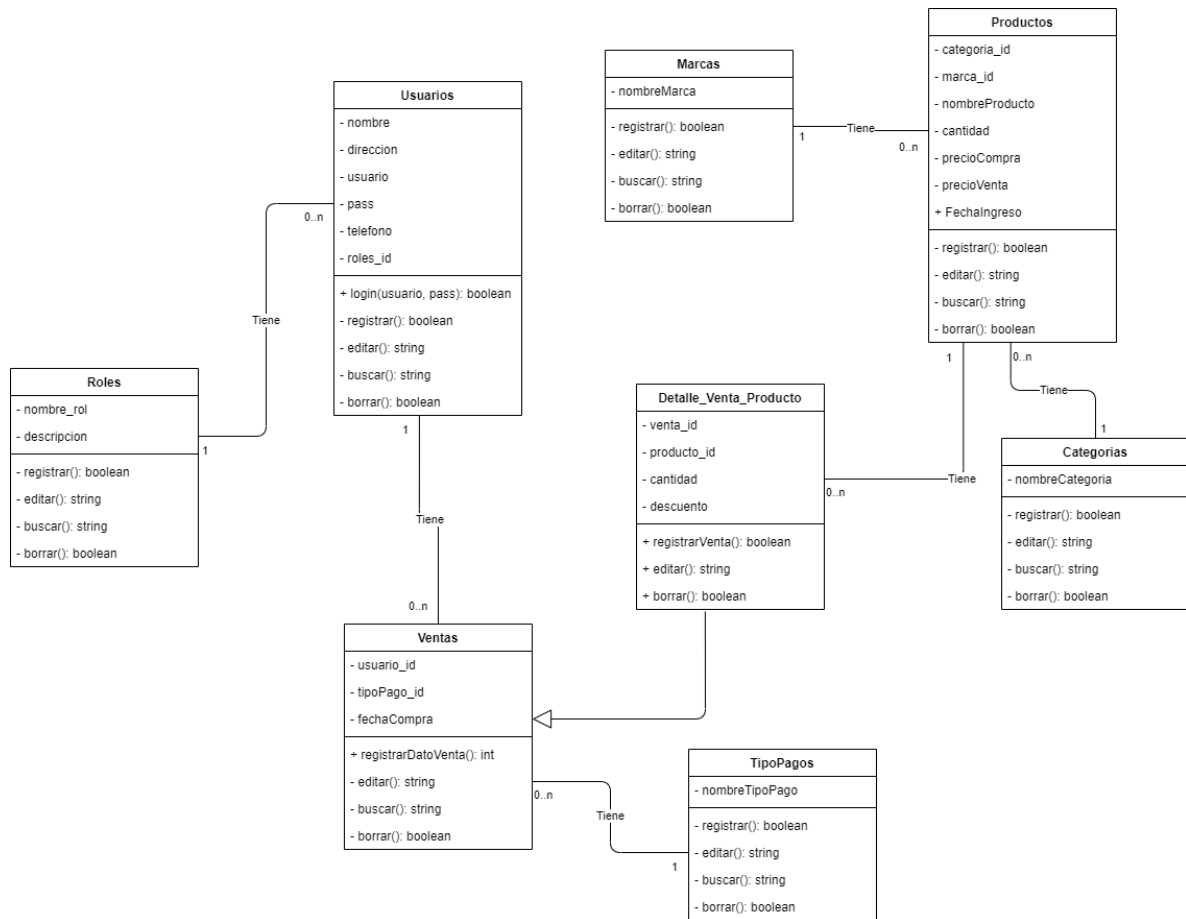 Productos
- categoria_id
- marca_id
- nombreProducto
- cantidad
- precioCompra
- precioVenta
+ FechaIngreso
- registrar(): boolean
- editar(): string
- buscar(): string
- borrar(): boolean
Marcas
- nombreMarca
- registrar(): boolean
- editar(): string
- buscar(): string
- borrar(): boolean
1
Tiene
0..n
Usuarios
- nombre
- direccion
- usuario
- pass
- telefono
- roles_id
+ login(usuario, pass): boolean
- registrar(): boolean
- editar(): string
- buscar(): string
- borrar(): boolean
0..n
Tiene
1
Roles
- nombre_rol
- descripcion
- registrar(): boolean
- editar(): string
- buscar(): string
- borrar(): boolean
1
Tiene
0..n
Detalle_Venta_Producto
- venta_id
- producto_id
- cantidad
- descuento
+ registrarVenta(): boolean
+ editar(): string
+ borrar(): boolean
1
Tiene
0..n
0..n
Tiene
1
Categorias
- nombreCategoria
- registrar(): boolean
- editar(): string
- buscar(): string
- borrar(): boolean
Ventas
- usuario_id
- tipoPago_id
- fechaCompra
+ registrarDatoVenta(): int
- editar(): string
- buscar(): string
- borrar(): boolean
0..n
Tiene
1
TipoPagos
- nombreTipoPago
- registrar(): boolean
- editar(): string
- buscar(): string
- borrar(): boolean